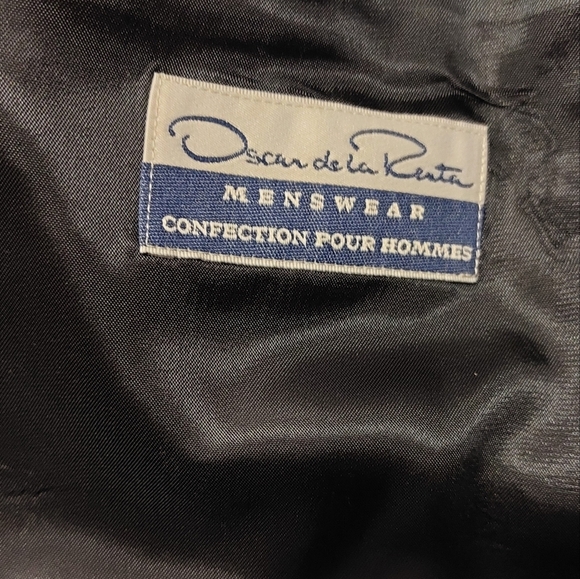 Oscar de la Renta
MENSWEAR
CONFECTION POUR HOMMES